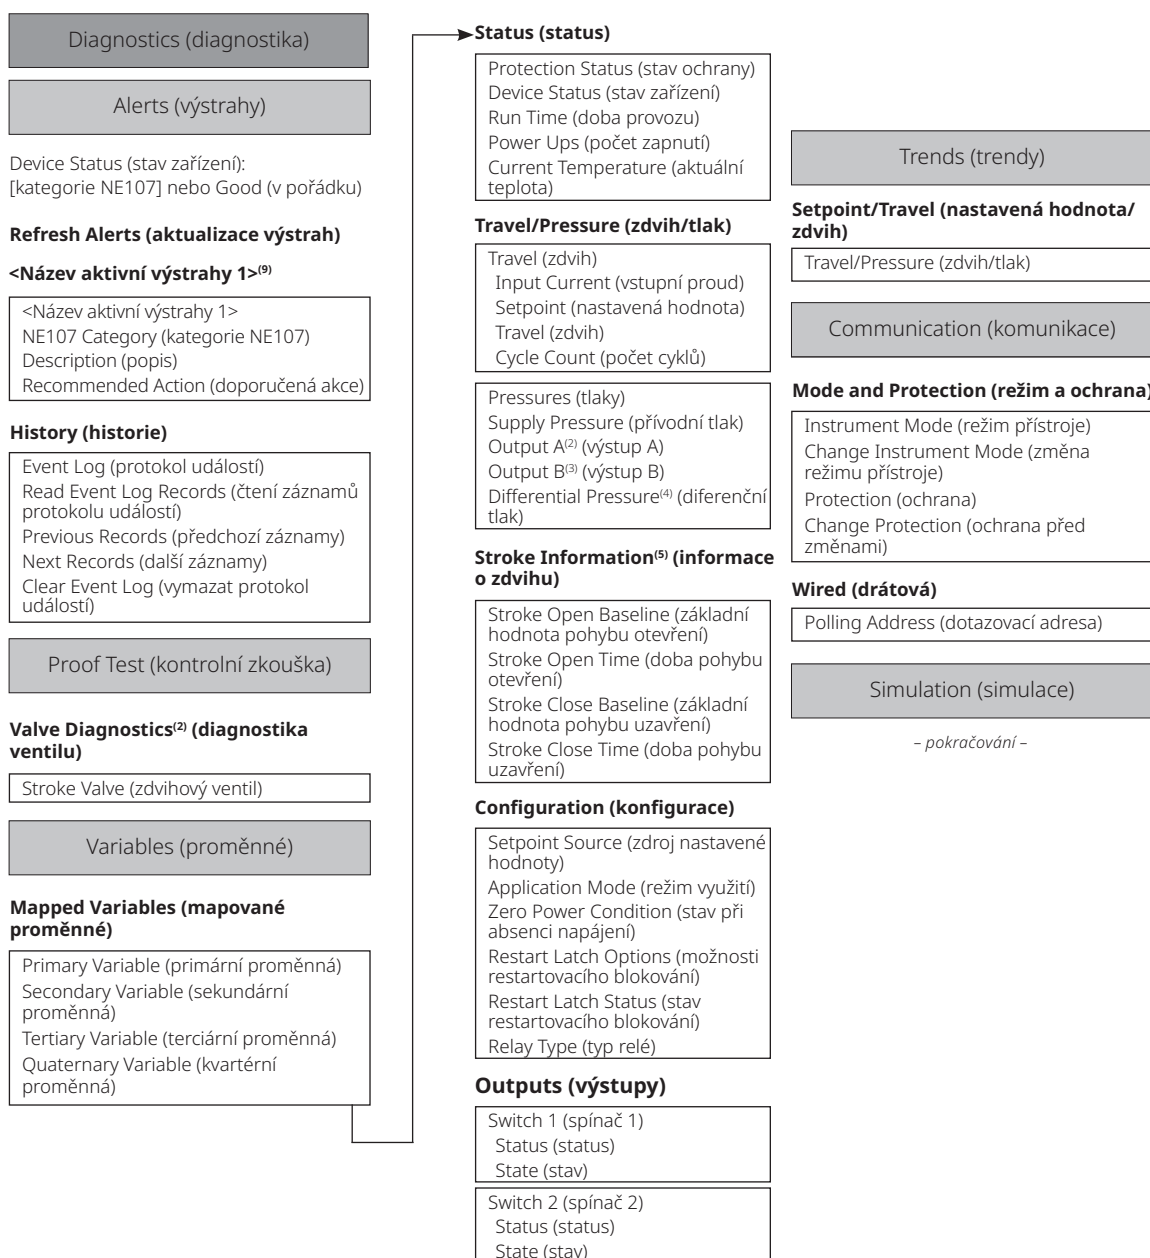 Diagnostics (diagnostika)
Alerts (výstrahy)
Device Status (stav zařízení):
[kategorie NE107] nebo Good (v pořádku)
Refresh Alerts (aktualizace výstrah)
<Název aktivní výstrahy 1>(9)
<Název aktivní výstrahy 1>
NE107 Category (kategorie NE107)
Description (popis)
Recommended Action (doporučená akce)
History (historie)
Event Log (protokol událostí)
Read Event Log Records (čtení záznamů
protokolu událostí)
Previous Records (předchozí záznamy)
Next Records (další záznamy)
Clear Event Log (vymazat protokol
událostí)
Proof Test (kontrolní zkouška)
Valve Diagnostics(2) (diagnostika
ventilu)
Stroke Valve (zdvihový ventil)
Variables (proměnné)
Mapped Variables (mapované
proměnné)
Primary Variable (primární proměnná)
Secondary Variable (sekundární
proměnná)
Tertiary Variable (terciární proměnná)
Quaternary Variable (kvartérní
proměnná)
Status (status)
Protection Status (stav ochrany)
Device Status (stav zařízení)
Run Time (doba provozu)
Power Ups (počet zapnutí)
Current Temperature (aktuální
teplota)
Travel/Pressure (zdvih/tlak)
Travel (zdvih)
Input Current (vstupní proud)
Setpoint (nastavená hodnota)
Travel (zdvih)
Cycle Count (počet cyklů)
Pressures (tlaky)
Supply Pressure (přívodní tlak)
Output A(2) (výstup A)
Output B(3) (výstup B)
Differential Pressure(4) (diferenční
tlak)
Stroke Information(5) (informace
o zdvihu)
Stroke Open Baseline (základní
hodnota pohybu otevření)
Stroke Open Time (doba pohybu
otevření)
Stroke Close Baseline (základní
hodnota pohybu uzavření)
Stroke Close Time (doba pohybu
uzavření)
Configuration (konfigurace)
Setpoint Source (zdroj nastavené
hodnoty)
Application Mode (režim využití)
Zero Power Condition (stav při
absenci napájení)
Restart Latch Options (možnosti
restartovacího blokování)
Restart Latch Status (stav
restartovacího blokování)
Relay Type (typ relé)
Outputs (výstupy)
Switch 1 (spínač 1)
Status (status)
State (stav)
Switch 2 (spínač 2)
Status (status)
State (stav)
Trends (trendy)
Setpoint/Travel (nastavená hodnota/
zdvih)
Travel/Pressure (zdvih/tlak)
Communication (komunikace)
Mode and Protection (režim a ochrana)
Instrument Mode (režim přístroje)
Change Instrument Mode (změna
režimu přístroje)
Protection (ochrana)
Change Protection (ochrana před
změnami)
Wired (drátová)
Polling Address (dotazovací adresa)
Simulation (simulace)
– pokračování –